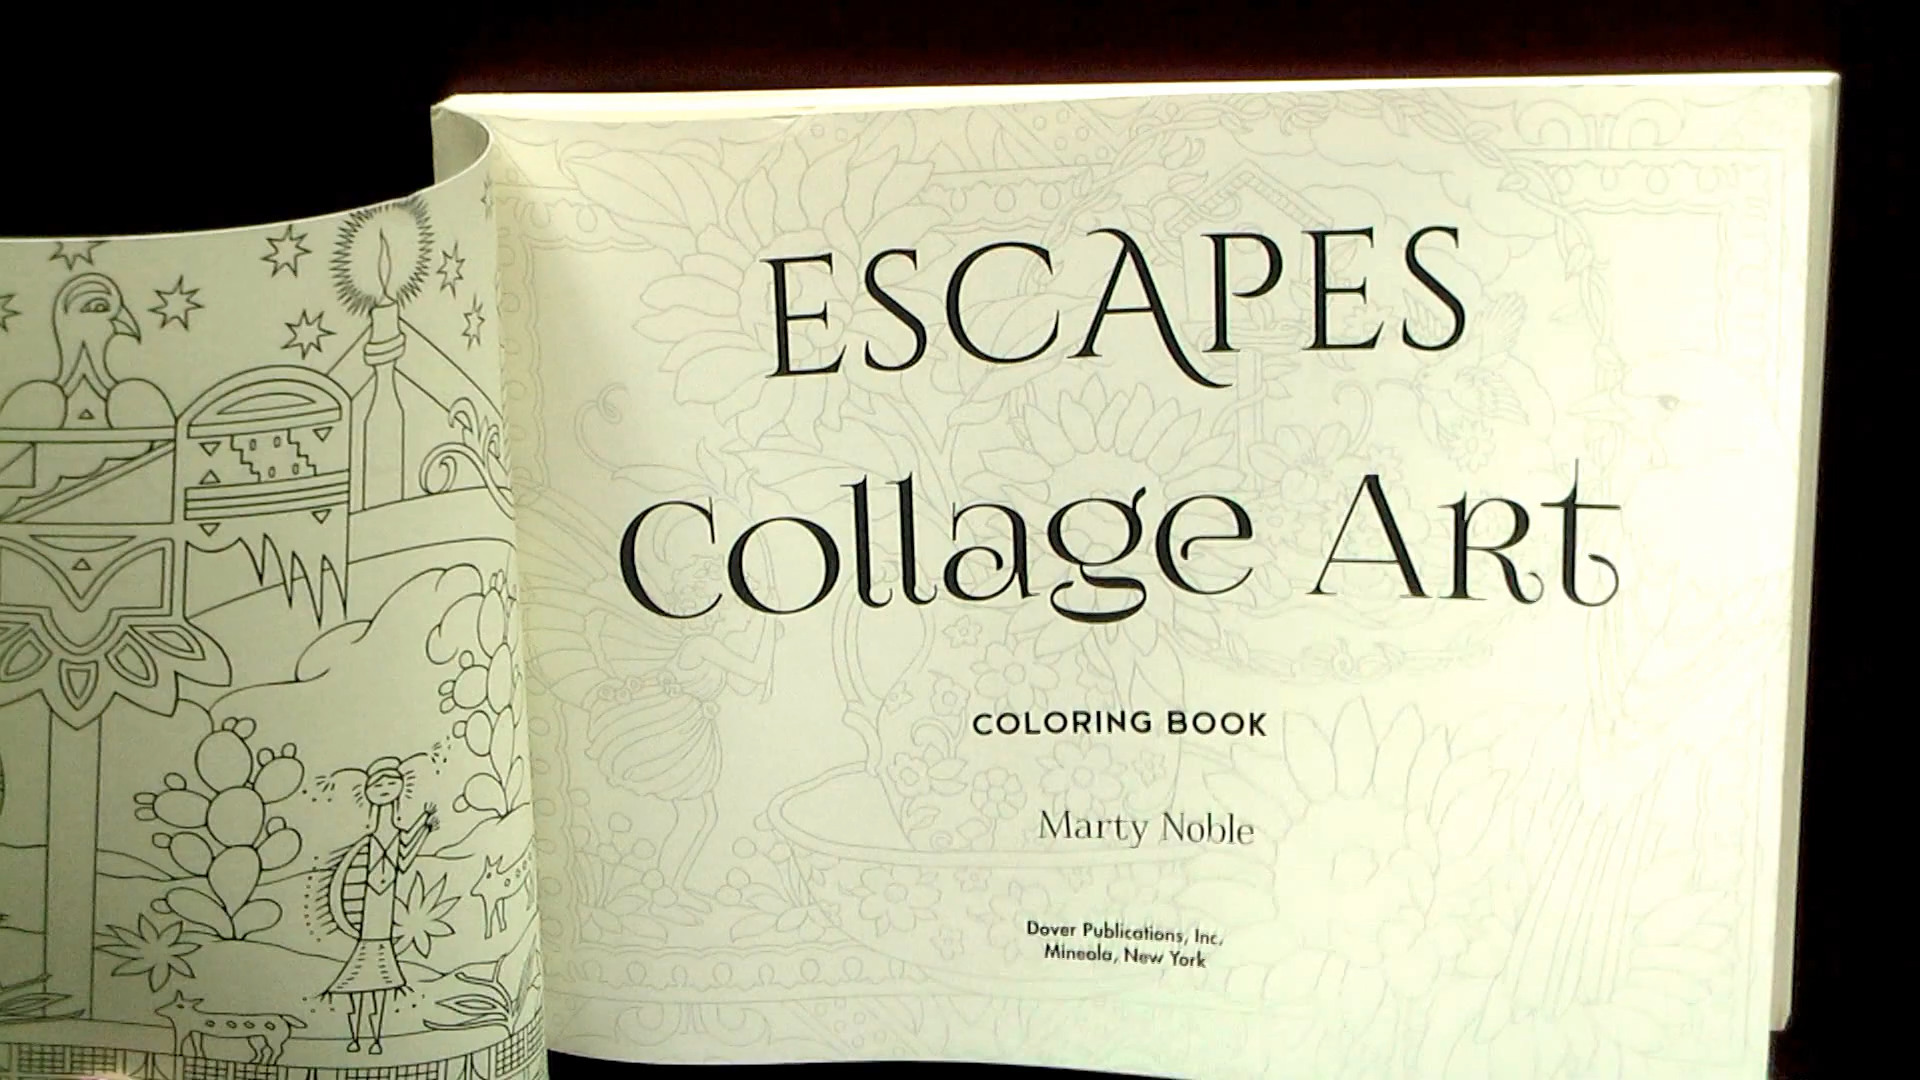 ESCAPES
Collage Art
COLORING BOOK
Marty Noble
Dover Publications, Inc.
Mineola, New York